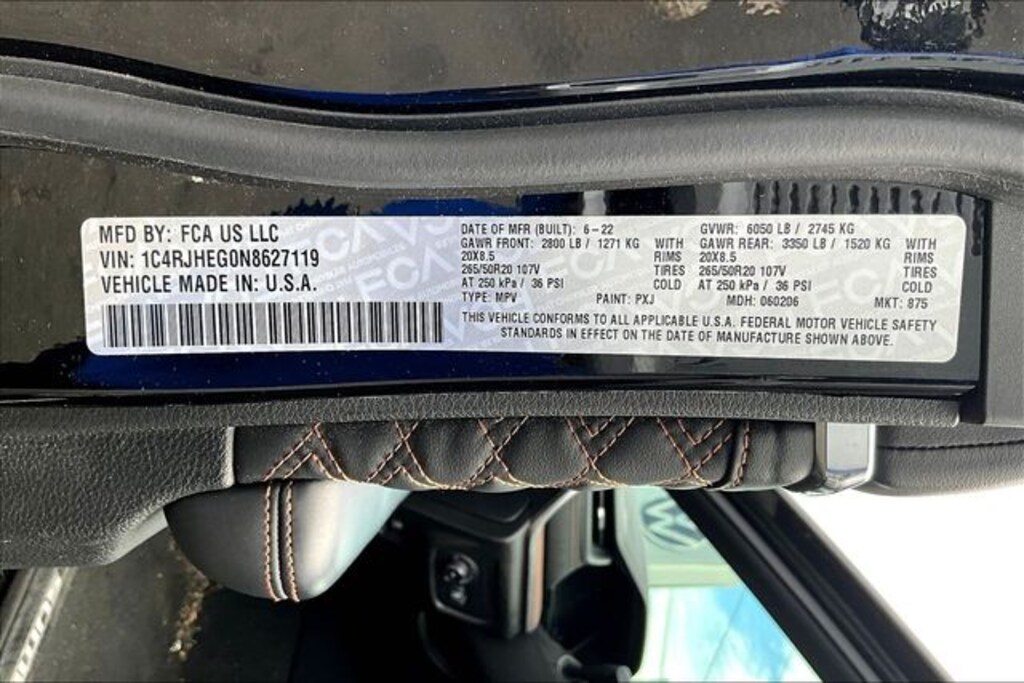 MFD BY: FCA US LLC
VIN: 1C4RJHEG0N8627119
VEHICLE MADE IN: U.S.A.
DATE OF MFR (BUILT): 6-22
GVWR: 6050 LB / 2745 KG
GAWR FRONT: 2800 LB / 1271 KG WITH
20X8.5 RIMS
265/50R20 107V TIRES
AT 250 kPa / 36 PSI COLD
GAWR REAR: 3350 LB / 1520 KG WITH
20X8.5 RIMS
265/50R20 107V TIRES
AT 250 kPa / 36 PSI COLD
TYPE: MPV PAINT: PXJ MDH: 060206 MKT: 875
THIS VEHICLE CONFORMS TO ALL APPLICABLE U.S.A. FEDERAL MOTOR VEHICLE SAFETY
STANDARDS IN EFFECT ON THE DATE OF MANUFACTURE SHOWN ABOVE.